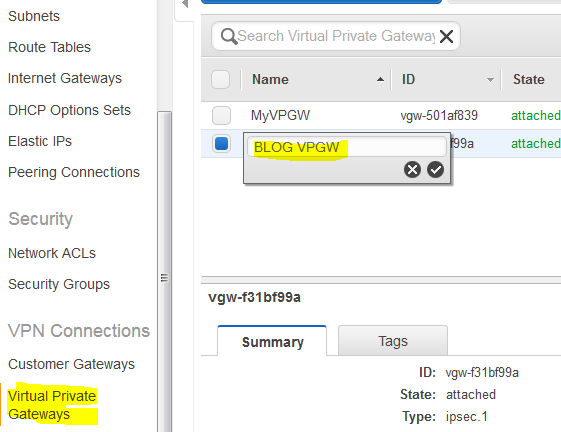 Subnets
Route Tables
Internet Gateways
DHCP Options Sets
Elastic IPs
Peering Connections
Security
Network ACLs
Security Groups
VPN Connections
Customer Gateways
Virtual Private
Gateways
Search Virtual Private Gateway
Name ID State
MyVPGW vgw-501af839 attached
BLOG VPGW f99a attached
vgw-f31bf99a
Summary Tags
ID: vgw-f31bf99a
State: attached
Type: ipsec.1